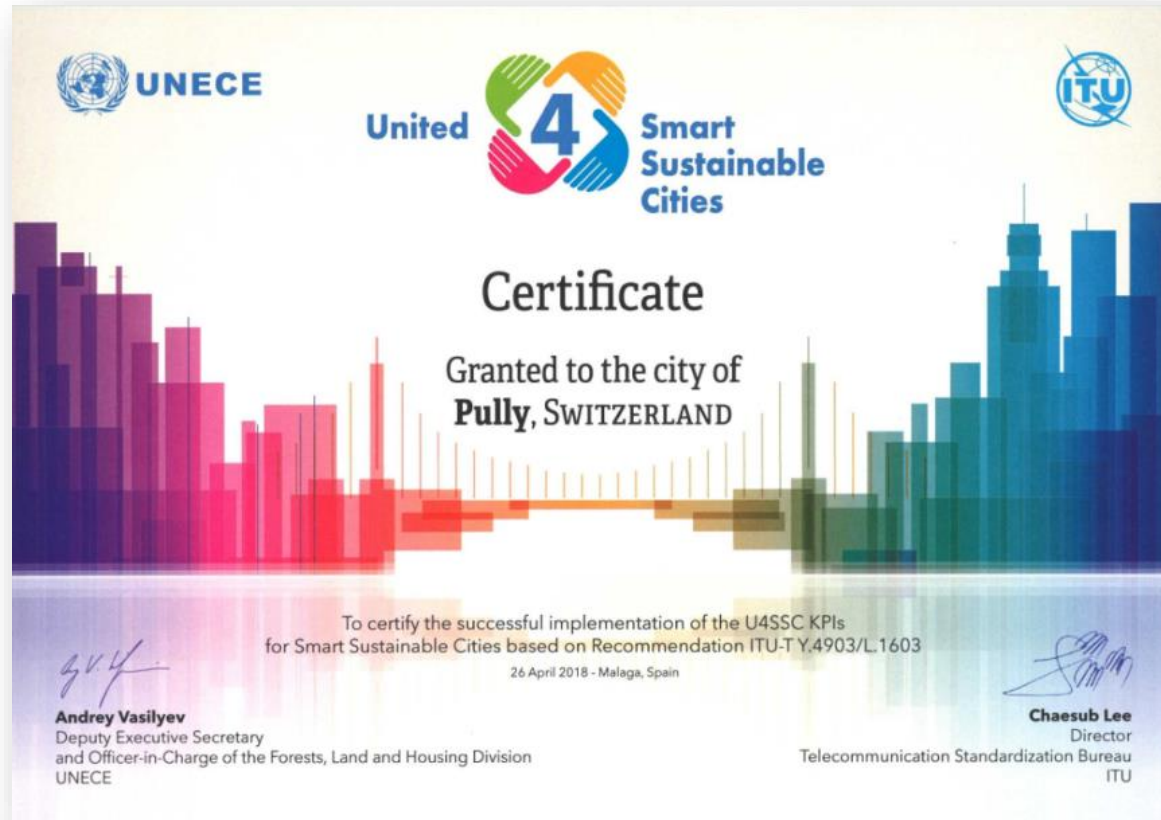 UNECE
United 4 Smart
Sustainable
Cities
ITU
Certificate
Granted to the city of
Pully, SWITZERLAND
To certify the successful implementation of the U4SSC KPIs
for Smart Sustainable Cities based on Recommendation ITU-T Y.4903/L.1603
26 April 2018 - Malaga, Spain
Andrey Vasilyev
Deputy Executive Secretary
and Officer-in-Charge of the Forests, Land and Housing Division
UNECE
Chaesub Lee
Director
Telecommunication Standardization Bureau
ITU